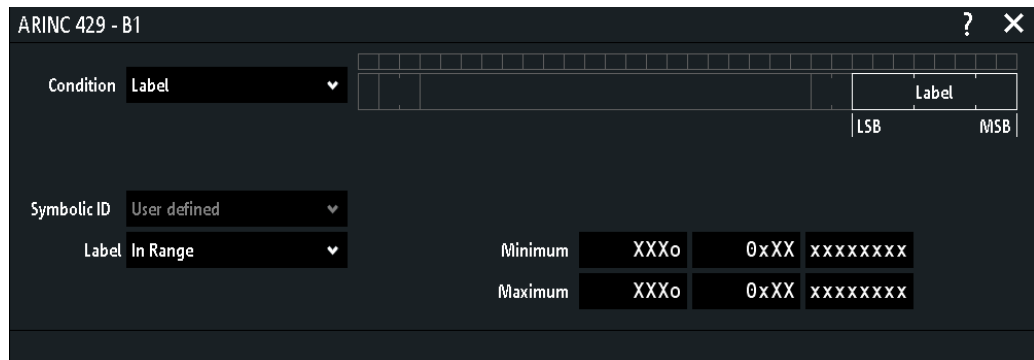 ARINC 429 - B1 ? ×
Condition Label
Label
LSB MSB
Symbolic ID User defined
Label In Range
Minimum XXXo 0xXX xxxxxxxx
Maximum XXXo 0xXX xxxxxxxx